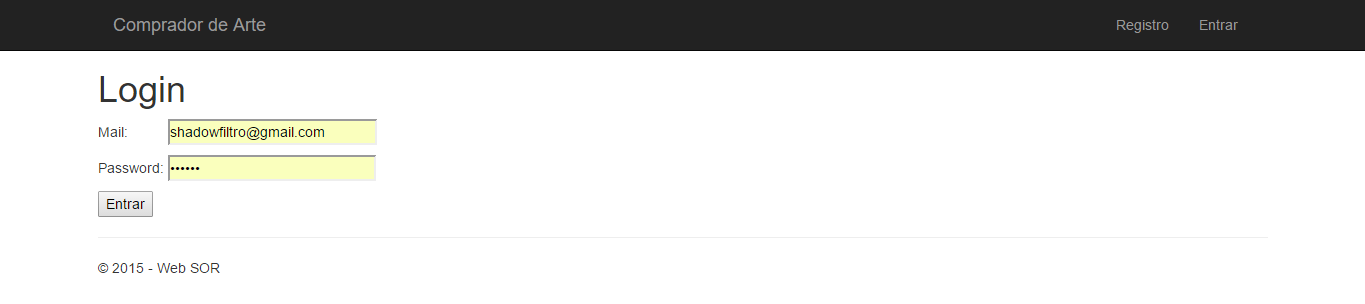 Comprador de Arte Registro Entrar
Login
Mail: shadowfiltro@gmail.com
Password: ••••••
Entrar
© 2015 - Web SOR